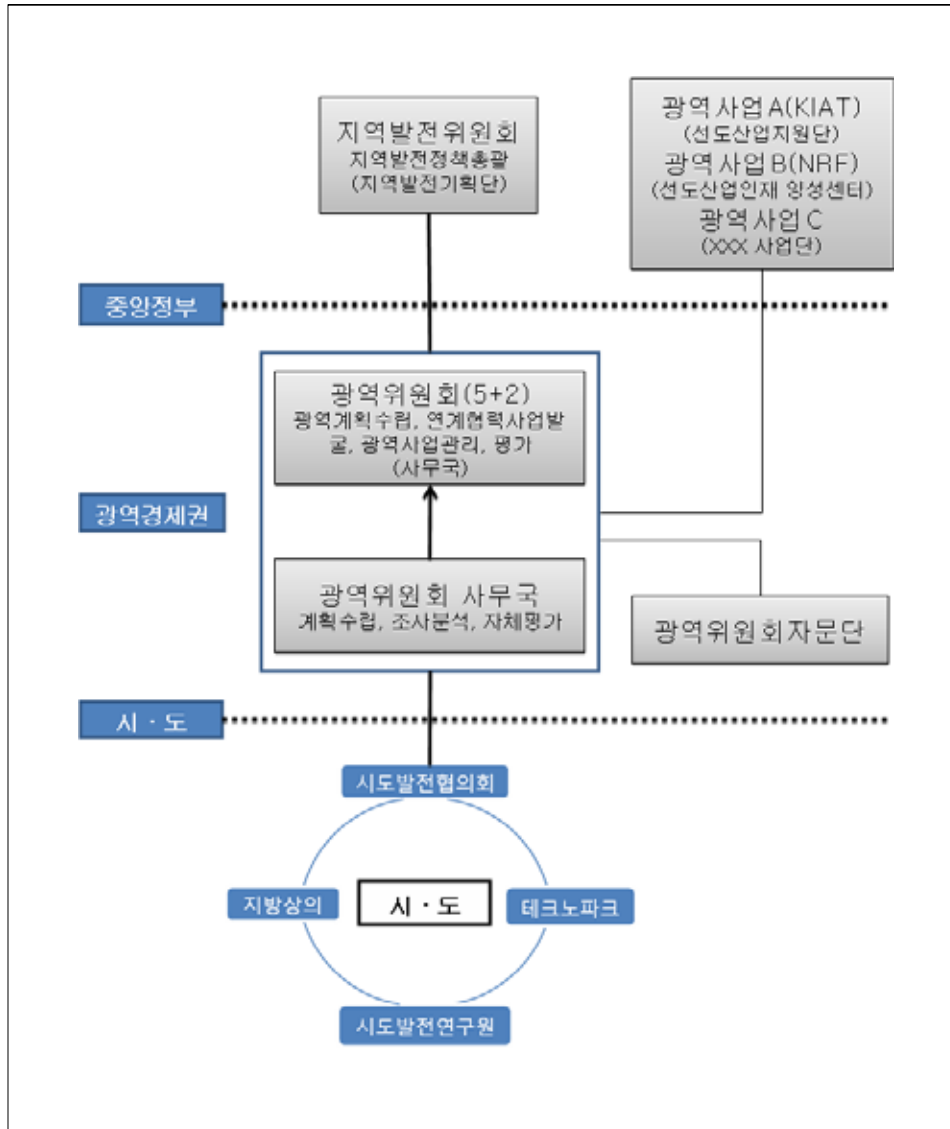 지역발전위원회
지역발전정책총괄
(지역발전기획단)
광역사업A(KIAT)
(선도산업지원단)
광역사업B(NRF)
(선도산업인재 양성센터)
광역사업C
(XXX 사업단)
중앙정부
광역위원회(5+2)
광역계획수립, 연계협력사업발
굴, 광역사업관리, 평가
(사무국)
광역경제권
광역위원회 사무국
계획수립, 조사분석, 자체평가
광역위원회자문단
시·도
시도발전협의회
지방상의
시·도
테크노파크
시도발전연구원